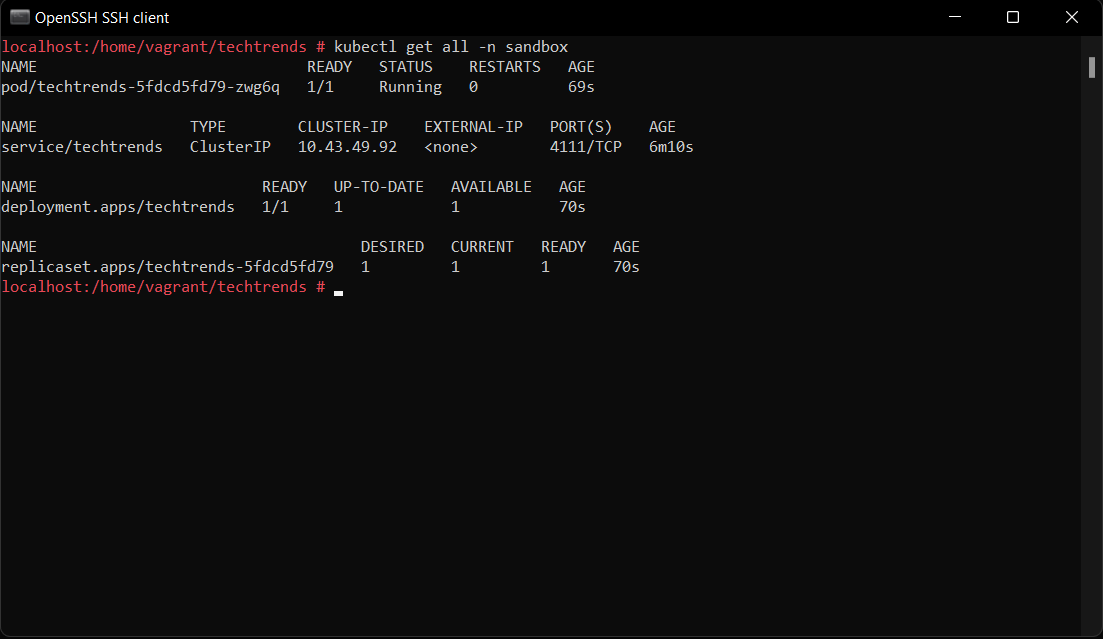 OpenSSH SSH client
localhost:/home/vagrant/techtrends # kubectl get all -n sandbox
NAME                              READY   STATUS    RESTARTS   AGE
pod/techtrends-5fdcd5fd79-zwg6q   1/1     Running   0          69s

NAME                 TYPE        CLUSTER-IP    EXTERNAL-IP   PORT(S)    AGE
service/techtrends   ClusterIP   10.43.49.92   <none>        4111/TCP   6m10s

NAME                         READY   UP-TO-DATE   AVAILABLE   AGE
deployment.apps/techtrends   1/1     1            1           70s

NAME                                    DESIRED   CURRENT   READY   AGE
replicaset.apps/techtrends-5fdcd5fd79   1         1         1       70s
localhost:/home/vagrant/techtrends #